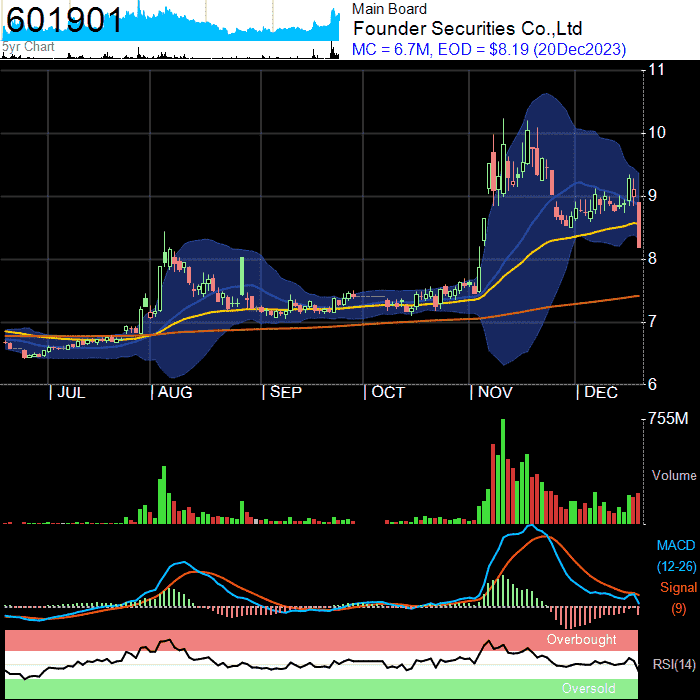 601901
5yr Chart
Main Board
Founder Securities Co.,Ltd
MC = 6.7M, EOD = $8.19 (20Dec2023)
11
10
9
8
7
6
JUL AUG SEP OCT NOV DEC
755M
Volume
MACD
(12-26)
Signal
(9)
Overbought
RSI(14)
Oversold